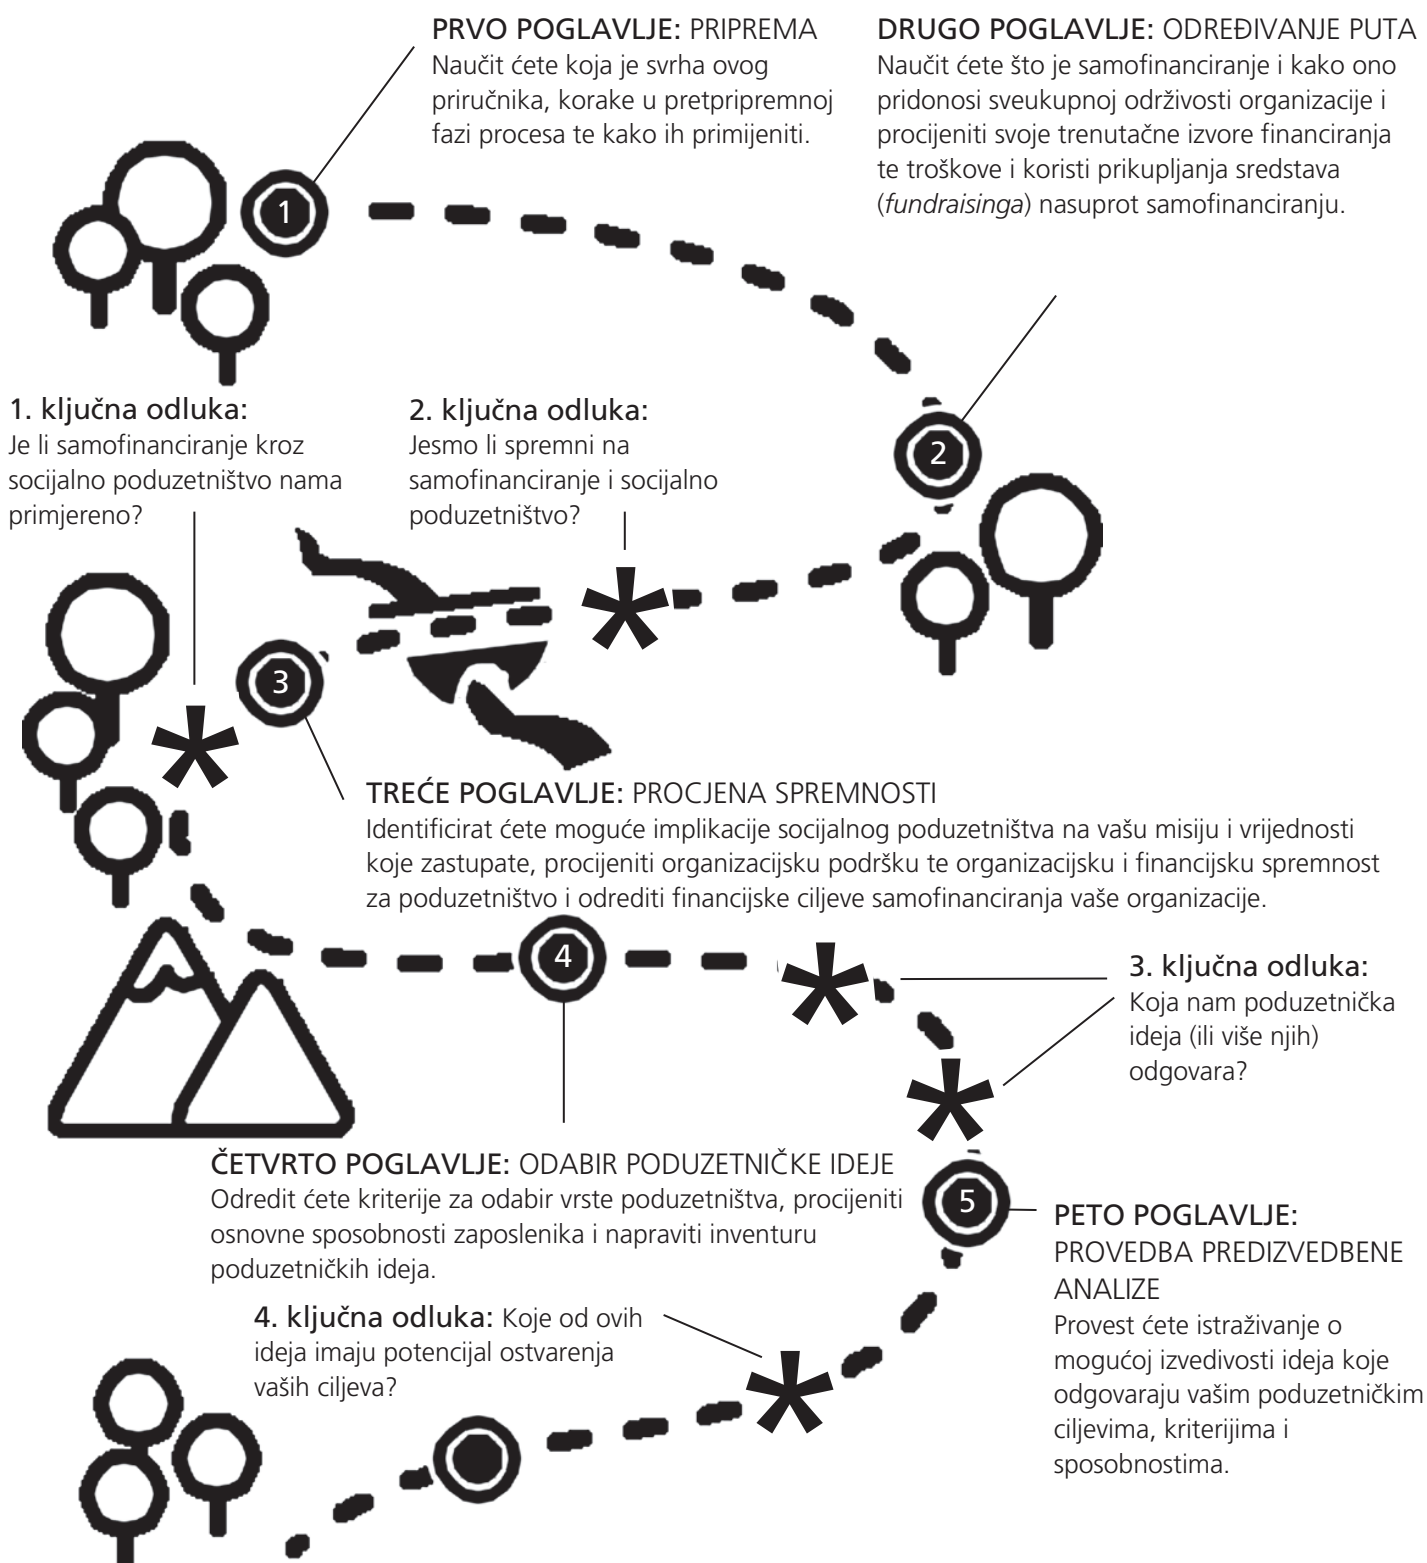 PRVO POGLAVLJE: PRIPREMA
Naučit ćete koja je svrha ovog
priručnika, korake u pretpripremnoj
fazi procesa te kako ih primijeniti.
DRUGO POGLAVLJE: ODREĐIVANJE PUTA
Naučit ćete što je samofinanciranje i kako ono
pridonosi sveukupnoj održivosti organizacije i
procijeniti svoje trenutačne izvore financiranja
te troškove i koristi prikupljanja sredstava
(fundraisinga) nasuprot samofinanciranju.
1
2
1. ključna odluka:
Je li samofinanciranje kroz
socijalno poduzetništvo nama
primjereno?
2. ključna odluka:
Jesmo li spremni na
samofinanciranje i socijalno
poduzetništvo?
3
TREĆE POGLAVLJE: PROCJENA SPREMNOSTI
Identificirat ćete moguće implikacije socijalnog poduzetništva na vašu misiju i vrijednosti
koje zastupate, procijeniti organizacijsku podršku te organizacijsku i financijsku spremnost
za poduzetništvo i odrediti financijske ciljeve samofinanciranja vaše organizacije.
4
3. ključna odluka:
Koja nam poduzetnička
ideja (ili više njih)
odgovara?
ČETVRTO POGLAVLJE: ODABIR PODUZETNIČKE IDEJE
Odredit ćete kriterije za odabir vrste poduzetništva, procijeniti
osnovne sposobnosti zaposlenika i napraviti inventuru
poduzetničkih ideja.
5
PETO POGLAVLJE:
PROVEDBA PREDIZVEDBENE
ANALIZE
Provest ćete istraživanje o
mogućoj izvedivosti ideja koje
odgovaraju vašim poduzetničkim
ciljevima, kriterijima i
sposobnostima.
4. ključna odluka: Koje od ovih
ideja imaju potencijal ostvarenja
vaših ciljeva?